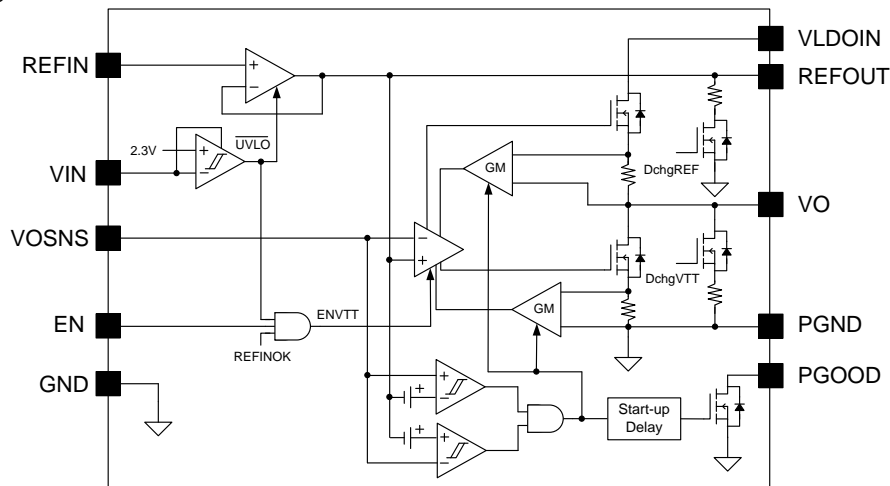 VLDOIN
REFIN
REFOUT
UVLO
2.3V
VIN
GM
DchgREF
VO
VOSNS
DchgVTT
GM
EN
ENVTT
PGND
REFINOK
GND
PGOOD
Start-up
Delay